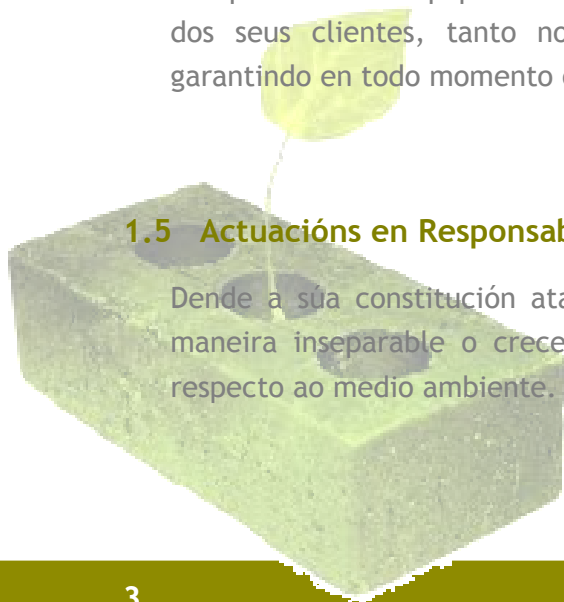 dos seus clientes, tanto no
garantindo en todo momento
1.5 Actuacións en Responsab
Dende a súa constitución ata
maneira inseparable o crece
respecto ao medio ambiente.
3